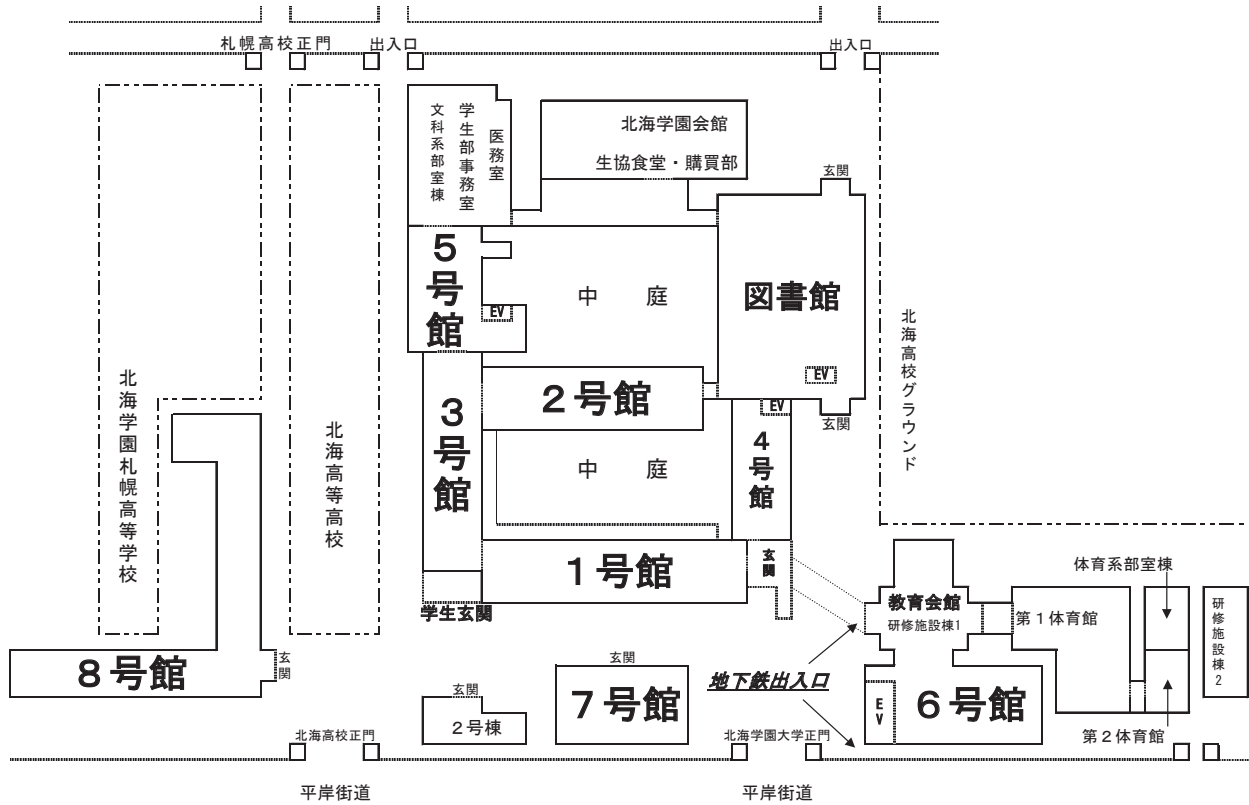 札幌高校正門
出入口
出入口
文科系部室棟
学生部事務室
医務室
北海学園会館
生協食堂・購買部
玄関
5号館
EV
中 庭
図書館
EV
玄関
北海高校グラウンド
北海学園札幌高等学校
北海高等高校
3号館
2号館
EV
4号館
中 庭
1号館
玄関
学生玄関
教育会館
研修施設棟1
第1体育館
体育系部室棟
研修施設棟2
8号館
玄関
玄関
2号棟
玄関
7号館
地下鉄出入口
EV
6号館
第2体育館
北海高校正門
北海学園大学正門
平岸街道
平岸街道